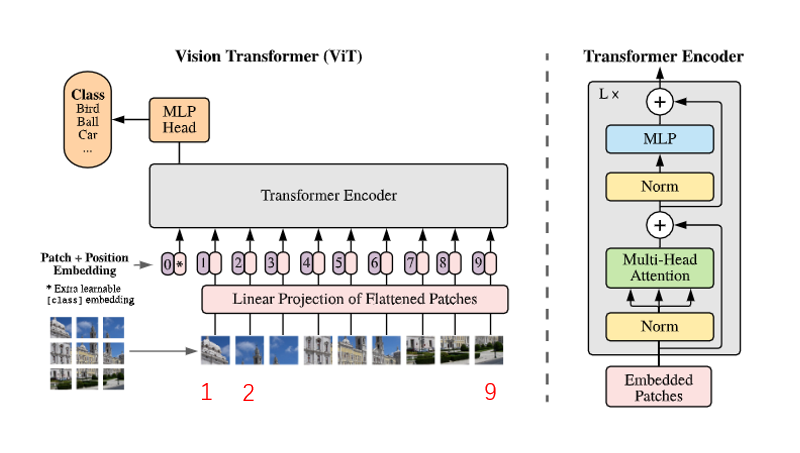 Vision Transformer (ViT)
Class
Bird
Ball
Car
...
MLP
Head
Transformer Encoder
Patch + Position
Embedding
* Extra learnable
[class] embedding
0 *
1
2
3
4
5
6
7
8
9
Linear Projection of Flattened Patches
1
2
9
Transformer Encoder
L ×
+
MLP
Norm
+
Multi-Head
Attention
Norm
Embedded
Patches